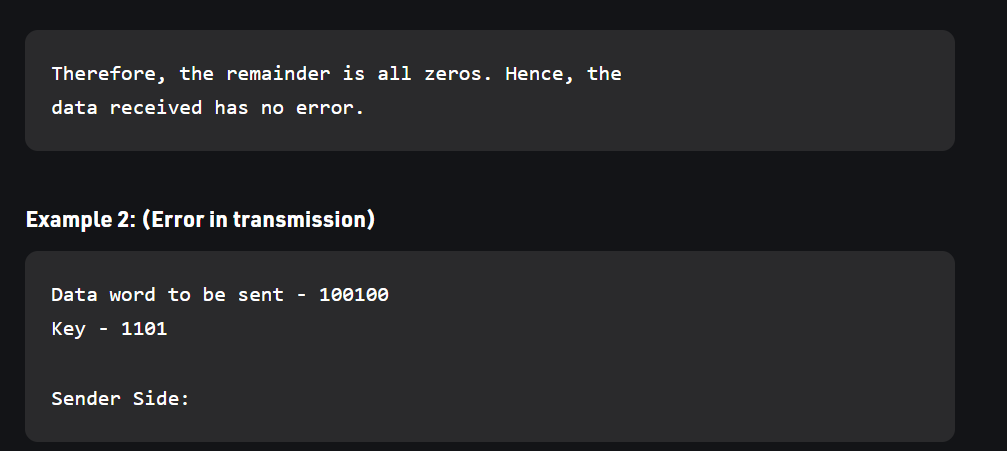 Therefore, the remainder is all zeros. Hence, the
data received has no error.
Example 2: (Error in transmission)
Data word to be sent - 100100
Key - 1101
Sender Side: